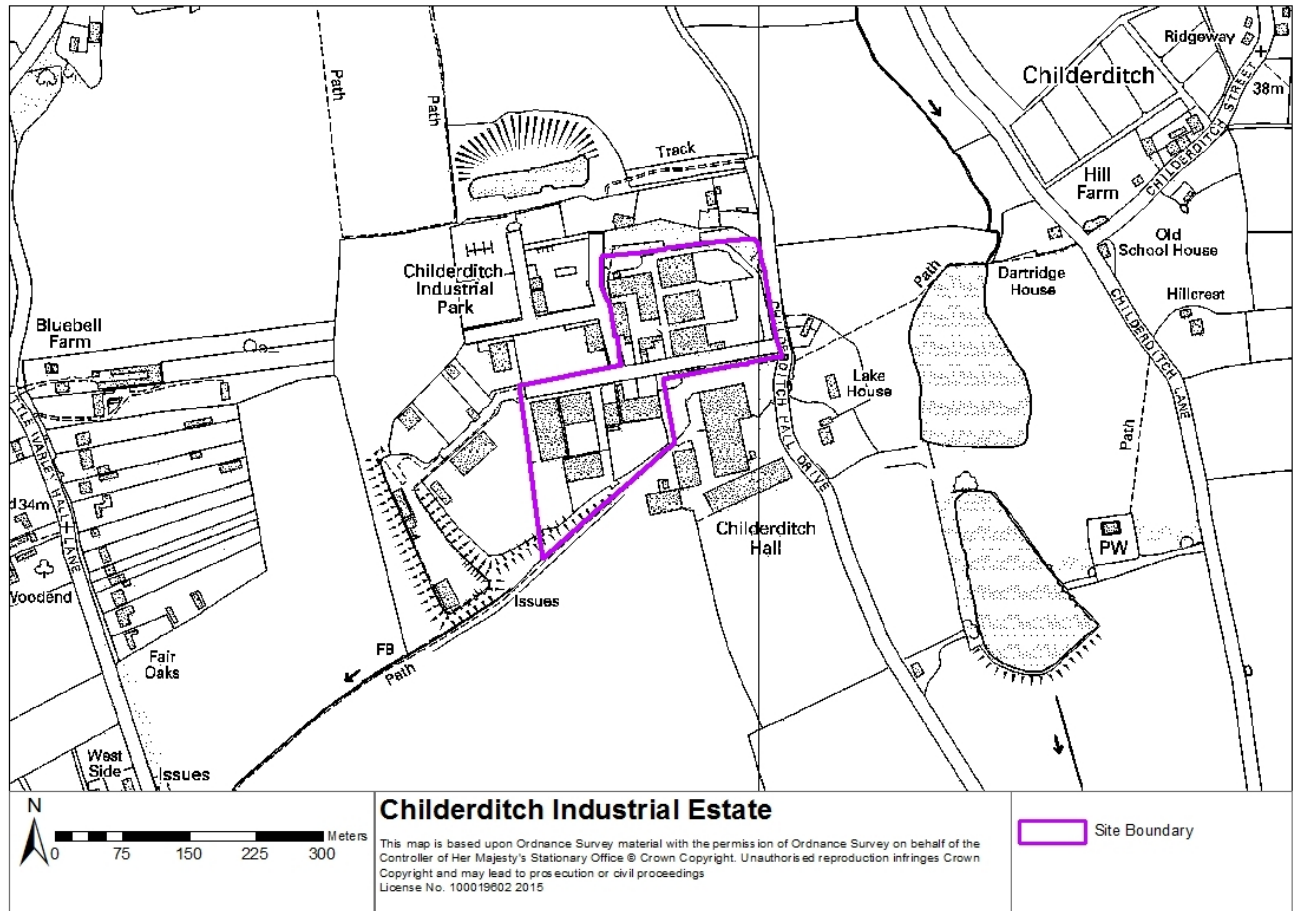 Ridgeway
Childerditch
38m
Path
Path
Track
CHILDERDITCH STREET
Hill
Farm
Old
School House
Childerditch
Industrial
Park
Path
Dartridge
House
Hillcrest
Bluebell
Farm
CHILDERDITCH HALL DRIVE
CHILDERDITCH LANE
Lake
House
Path
LANE
34m
Childerditch
Hall
PW
Woodend
Issues
Fair
Oaks
FB
Path
West
Side
Issues
N
0 75 150 225 300 Meters
Childerditch Industrial Estate
This map is based upon Ordnance Survey material with the permission of Ordnance Survey on behalf of the
Controller of Her Majesty's Stationary Office © Crown Copyright. Unauthorised reproduction infringes Crown
Copyright and may lead to prosecution or civil proceedings
License No. 100019602 2015
Site Boundary